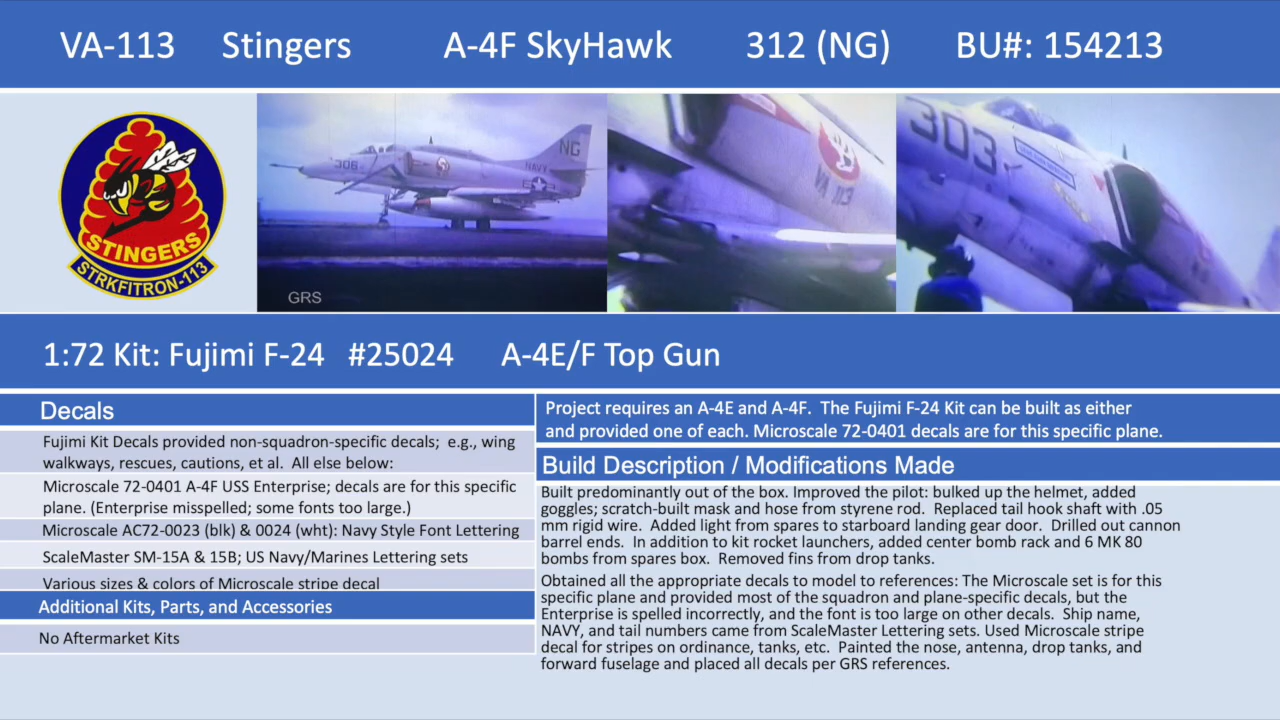 VA-113 Stingers A-4F SkyHawk 312 (NG) BU#: 154213
STINGERS
STRKFITRON-113
306
NG
NAVY
GRS
VA 113
303
1:72 Kit: Fujimi F-24 #25024 A-4E/F Top Gun
Decals
Fujimi Kit Decals provided non-squadron-specific decals; e.g., wing
walkways, rescues, cautions, et al. All else below:
Microscale 72-0401 A-4F USS Enterprise; decals are for this specific
plane. (Enterprise misspelled; some fonts too large.)
Microscale AC72-0023 (blk) & 0024 (wht): Navy Style Font Lettering
ScaleMaster SM-15A & 15B; US Navy/Marines Lettering sets
Various sizes & colors of Microscale stripe decal
Additional Kits, Parts, and Accessories
No Aftermarket Kits
Project requires an A-4E and A-4F. The Fujimi F-24 Kit can be built as either
and provided one of each. Microscale 72-0401 decals are for this specific plane.
Build Description / Modifications Made
Built predominantly out of the box. Improved the pilot: bulked up the helmet, added
goggles; scratch-built mask and hose from styrene rod. Replaced tail hook shaft with .05
mm rigid wire. Added light from spares to starboard landing gear door. Drilled out cannon
barrel ends. In addition to kit rocket launchers, added center bomb rack and 6 MK 80
bombs from spares box. Removed fins from drop tanks.
Obtained all the appropriate decals to model to references: The Microscale set is for this
specific plane and provided most of the squadron and plane-specific decals, but the
Enterprise is spelled incorrectly, and the font is too large on other decals. Ship name,
NAVY, and tail numbers came from ScaleMaster Lettering sets. Used Microscale stripe
decal for stripes on ordinance, tanks, etc. Painted the nose, antenna, drop tanks, and
forward fuselage and placed all decals per GRS references.